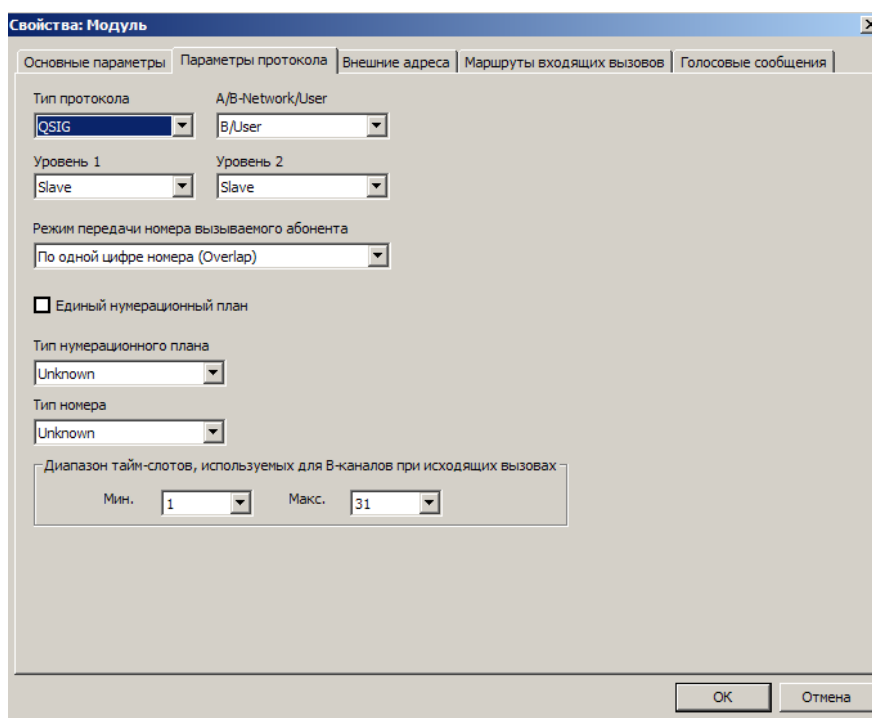 Свойства: Модуль
Основные параметры Параметры протокола Внешние адреса Маршруты входящих вызовов Голосовые сообщения
Тип протокола A/B-Network/User
QSIG B/User
Уровень 1 Уровень 2
Slave Slave
Режим передачи номера вызываемого абонента
По одной цифре номера (Overlap)
Единый нумерационный план
Тип нумерационного плана
Unknown
Тип номера
Unknown
Диапазон тайм-слотов, используемых для В-каналов при исходящих вызовах
Мин. 1 Макс. 31
OK Отмена